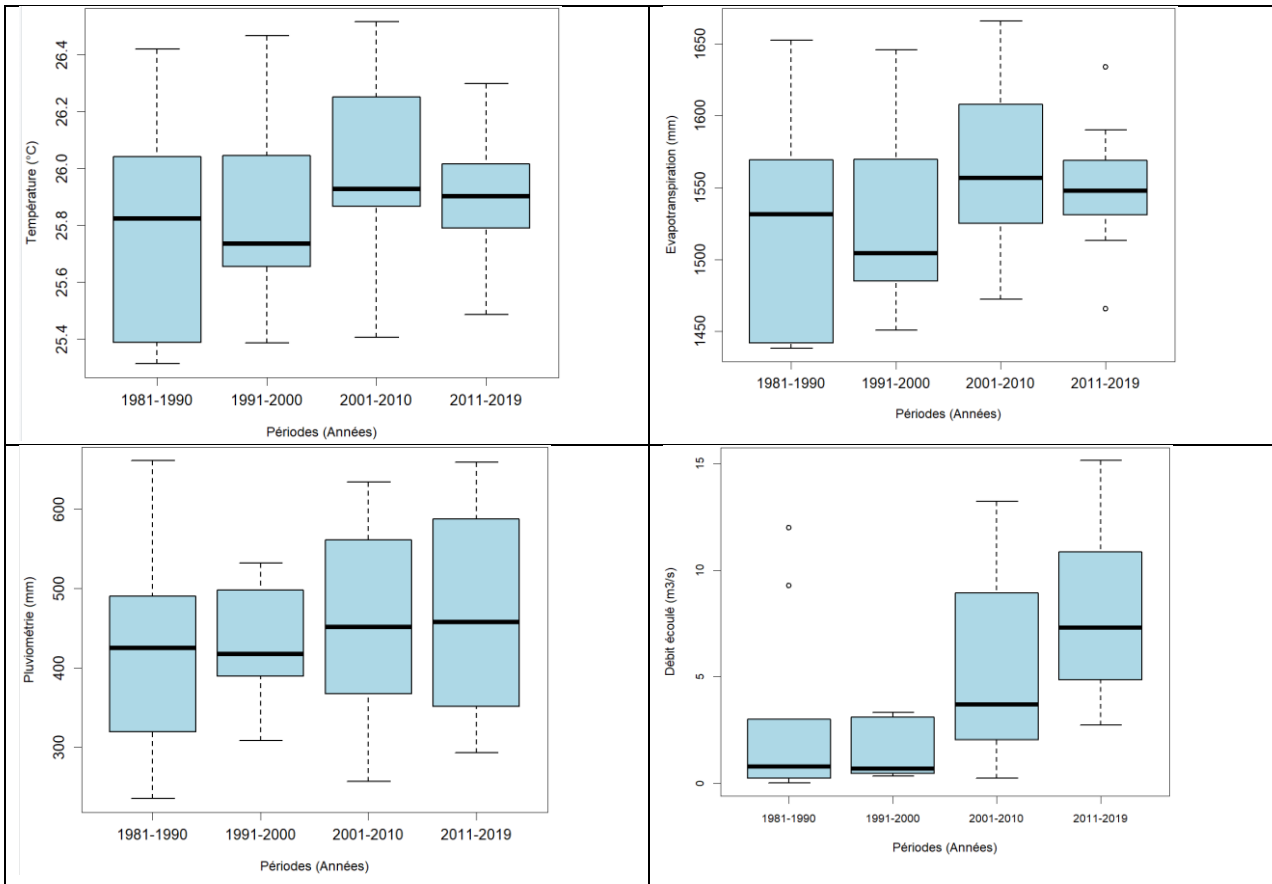 Température (°C)
26.4
26.2
26.0
25.8
25.6
25.4
1981-1990 1991-2000 2001-2010 2011-2019
Périodes (Années)
Evapotranspiration (mm)
1650
1600
1550
1500
1450
1981-1990 1991-2000 2001-2010 2011-2019
Périodes (Années)
Pluviométrie (mm)
600
500
400
300
1981-1990 1991-2000 2001-2010 2011-2019
Périodes (Années)
Débit écoulé (m3/s)
15
10
5
0
1981-1990 1991-2000 2001-2010 2011-2019
Périodes (Années)